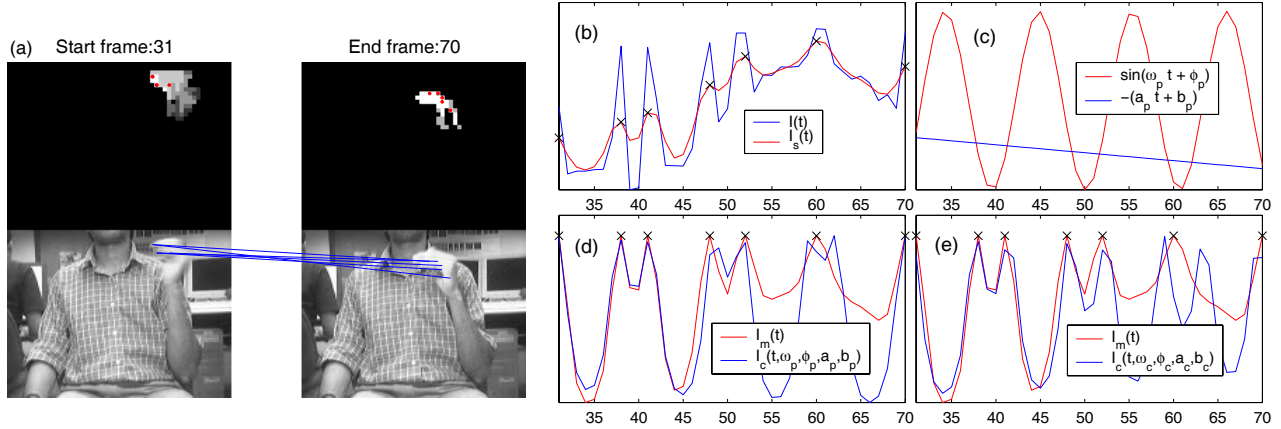 (a)
Start frame:31
End frame:70
(b)
I(t)
I_s(t)
35 40 45 50 55 60 65 70
(c)
sin(ω_p t + ϕ_p)
−(a_p t + b_p)
35 40 45 50 55 60 65 70
(d)
I_m(t)
I_c(t,ω_p,ϕ_p,a_p,b_p)
35 40 45 50 55 60 65 70
(e)
I_m(t)
I_c(t,ω_c,ϕ_c,a_c,b_c)
35 40 45 50 55 60 65 70